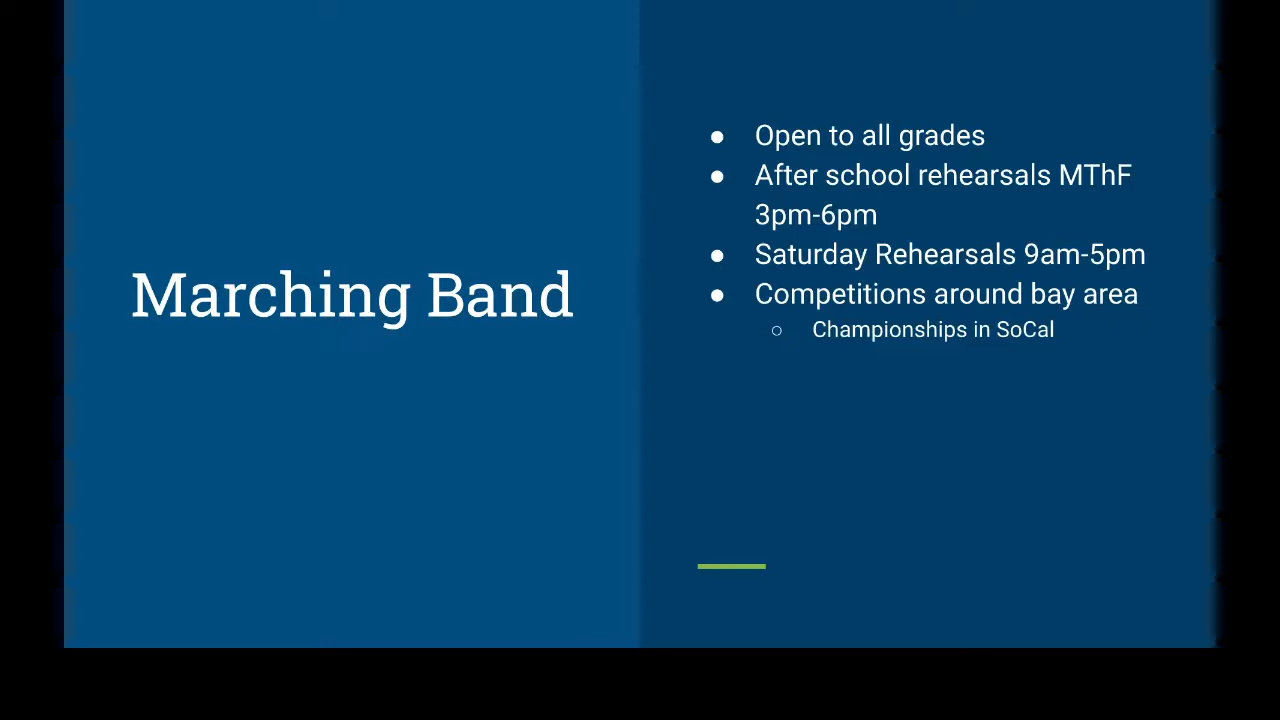 Marching Band
● Open to all grades
● After school rehearsals MThF
3pm-6pm
● Saturday Rehearsals 9am-5pm
● Competitions around bay area
○ Championships in SoCal